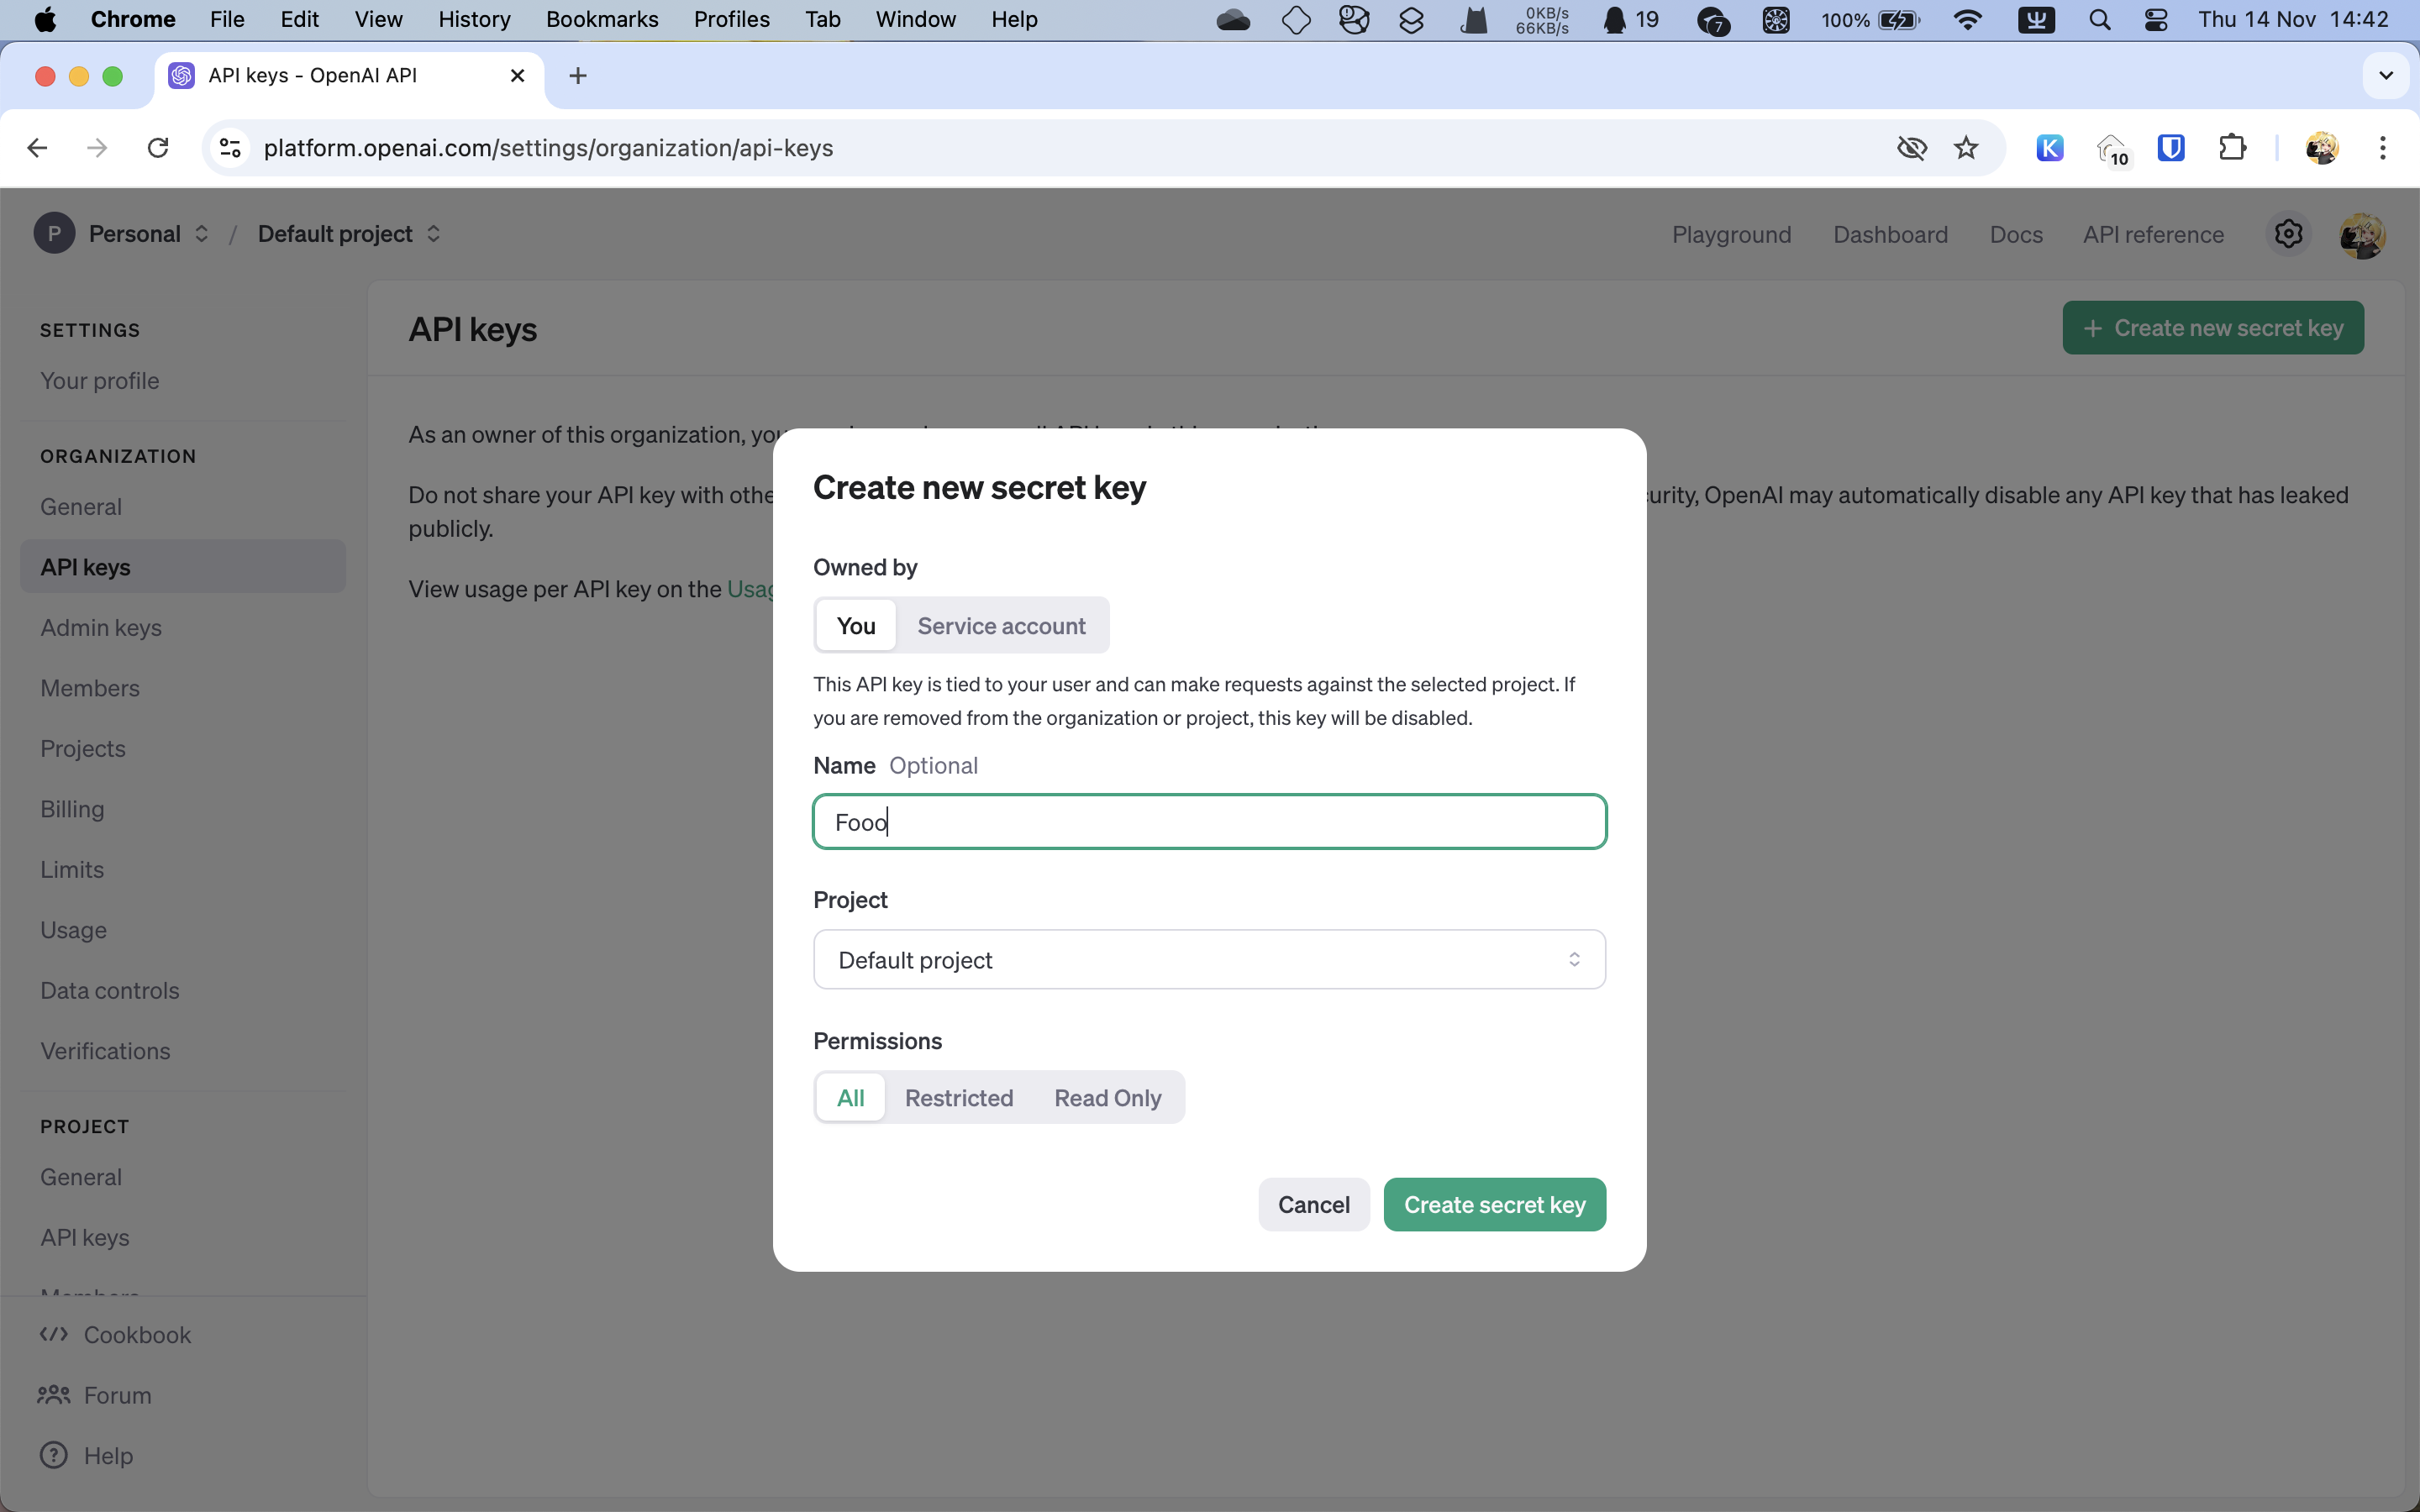 Chrome File Edit View History Bookmarks Profiles Tab Window Help 0KB/s 66KB/s 19 7 100% Thu 14 Nov 14:42
API keys - OpenAI API
platform.openai.com/settings/organization/api-keys
K 10
P Personal / Default project Playground Dashboard Docs API reference
SETTINGS
Your profile
ORGANIZATION
General
API keys
Admin keys
Members
Projects
Billing
Limits
Usage
Data controls
Verifications
PROJECT
General
API keys
Members
Cookbook
Forum
Help
API keys
+ Create new secret key
As an owner of this organization, you
Do not share your API key with othe
urity, OpenAI may automatically disable any API key that has leaked
publicly.
View usage per API key on the Usag
Create new secret key
Owned by
You Service account
This API key is tied to your user and can make requests against the selected project. If
you are removed from the organization or project, this key will be disabled.
Name Optional
Fooo
Project
Default project
Permissions
All Restricted Read Only
Cancel Create secret key